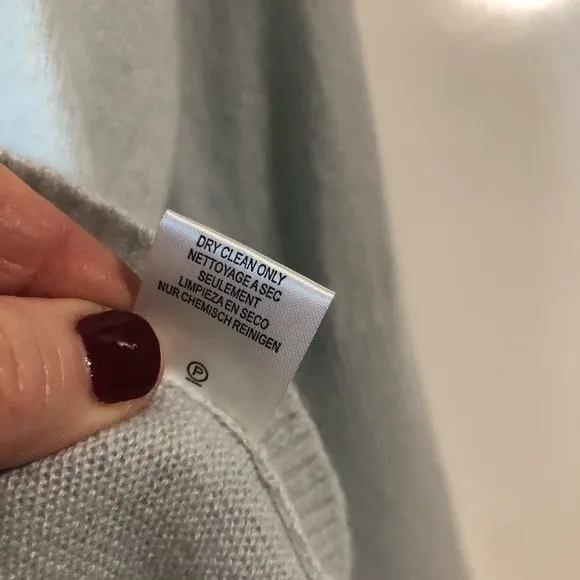 DRY CLEAN ONLY
NETTOYAGE A SEC
SEULEMENT
LIMPIEZA EN SECO
NUR CHEMISCH REINIGEN
P